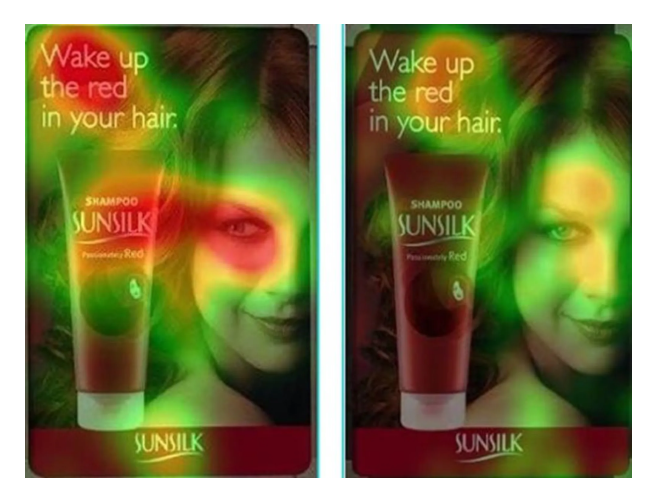 Wake up
the red
in your hair.
SHAMPOO
SUNSILK
Passionately Red
SUNSILK
Wake up
the red
in your hair.
SHAMPOO
SUNSILK
Passionately Red
SUNSILK